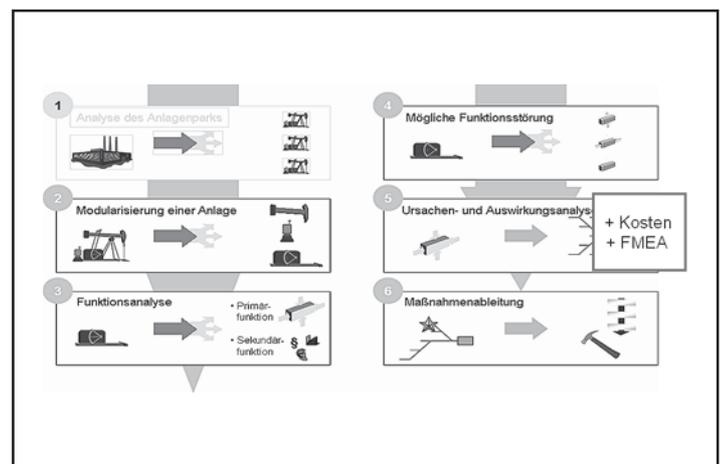 1
Analyse des Anlagenparks
2
Modularisierung einer Anlage
3
Funktionsanalyse
• Primär-
funktion
• Sekundär-
funktion
§
4
Mögliche Funktionsstörung
5
Ursachen- und Auswirkungsanalys
+ Kosten
+ FMEA
6
Maßnahmenableitung